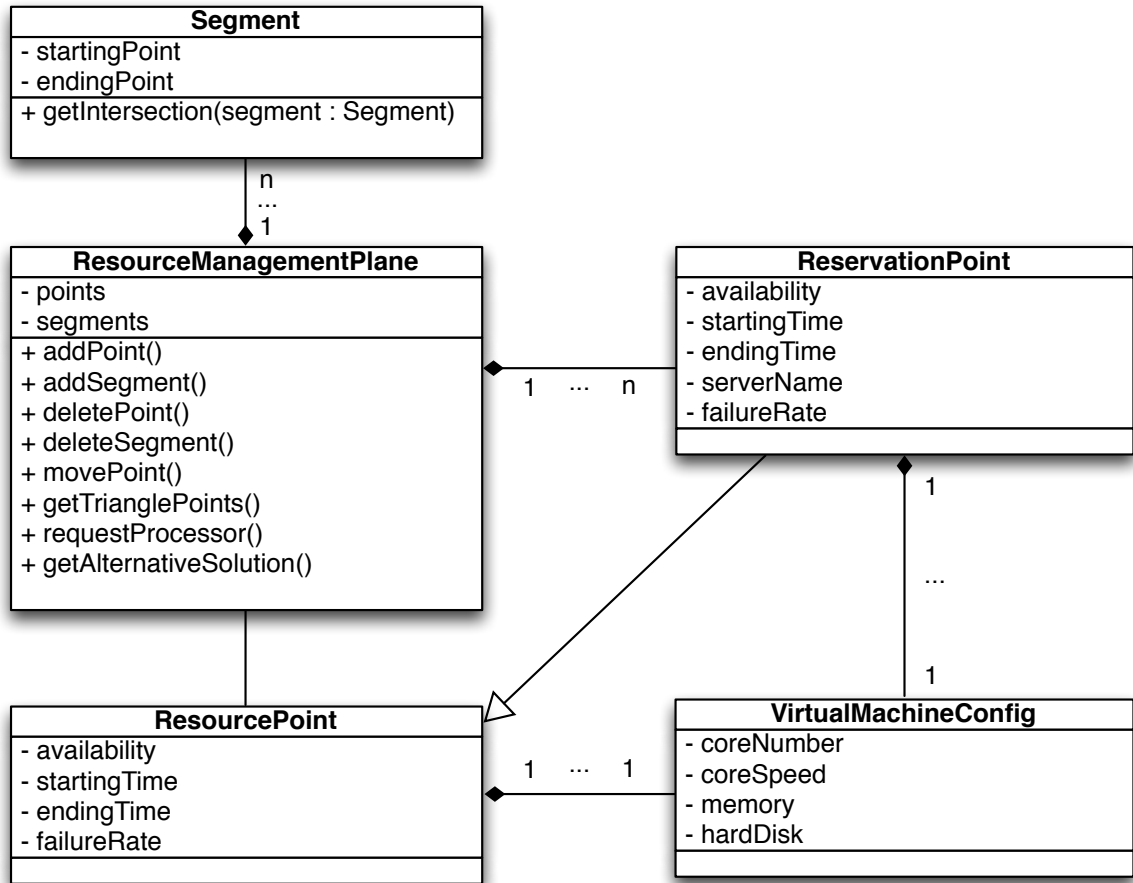 Segment
- startingPoint
- endingPoint
+ getIntersection(segment : Segment)
n
...
1
ResourceManagementPlane
- points
- segments
+ addPoint()
+ addSegment()
+ deletePoint()
+ deleteSegment()
+ movePoint()
+ getTrianglePoints()
+ requestProcessor()
+ getAlternativeSolution()
1 ... n
ReservationPoint
- availability
- startingTime
- endingTime
- serverName
- failureRate
1
...
1
ResourcePoint
- availability
- startingTime
- endingTime
- failureRate
1 ... 1
VirtualMachineConfig
- coreNumber
- coreSpeed
- memory
- hardDisk